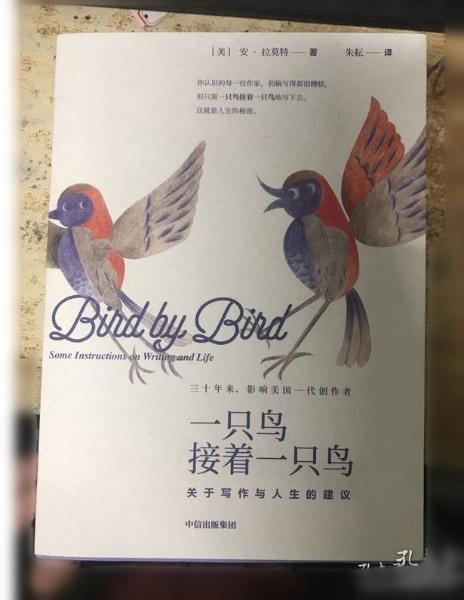 [美] 安·拉莫特——著 朱耘——译
你认识的每一位作家，初稿写得都很糟糕，
但只需一只鸟接着一只鸟地写下去。
这就是人生的秘密。
Bird by Bird
Some Instructions on Writing and Life
三十年来，影响美国一代创作者
一只鸟
接着一只鸟
关于写作与人生的建议
中信出版集团